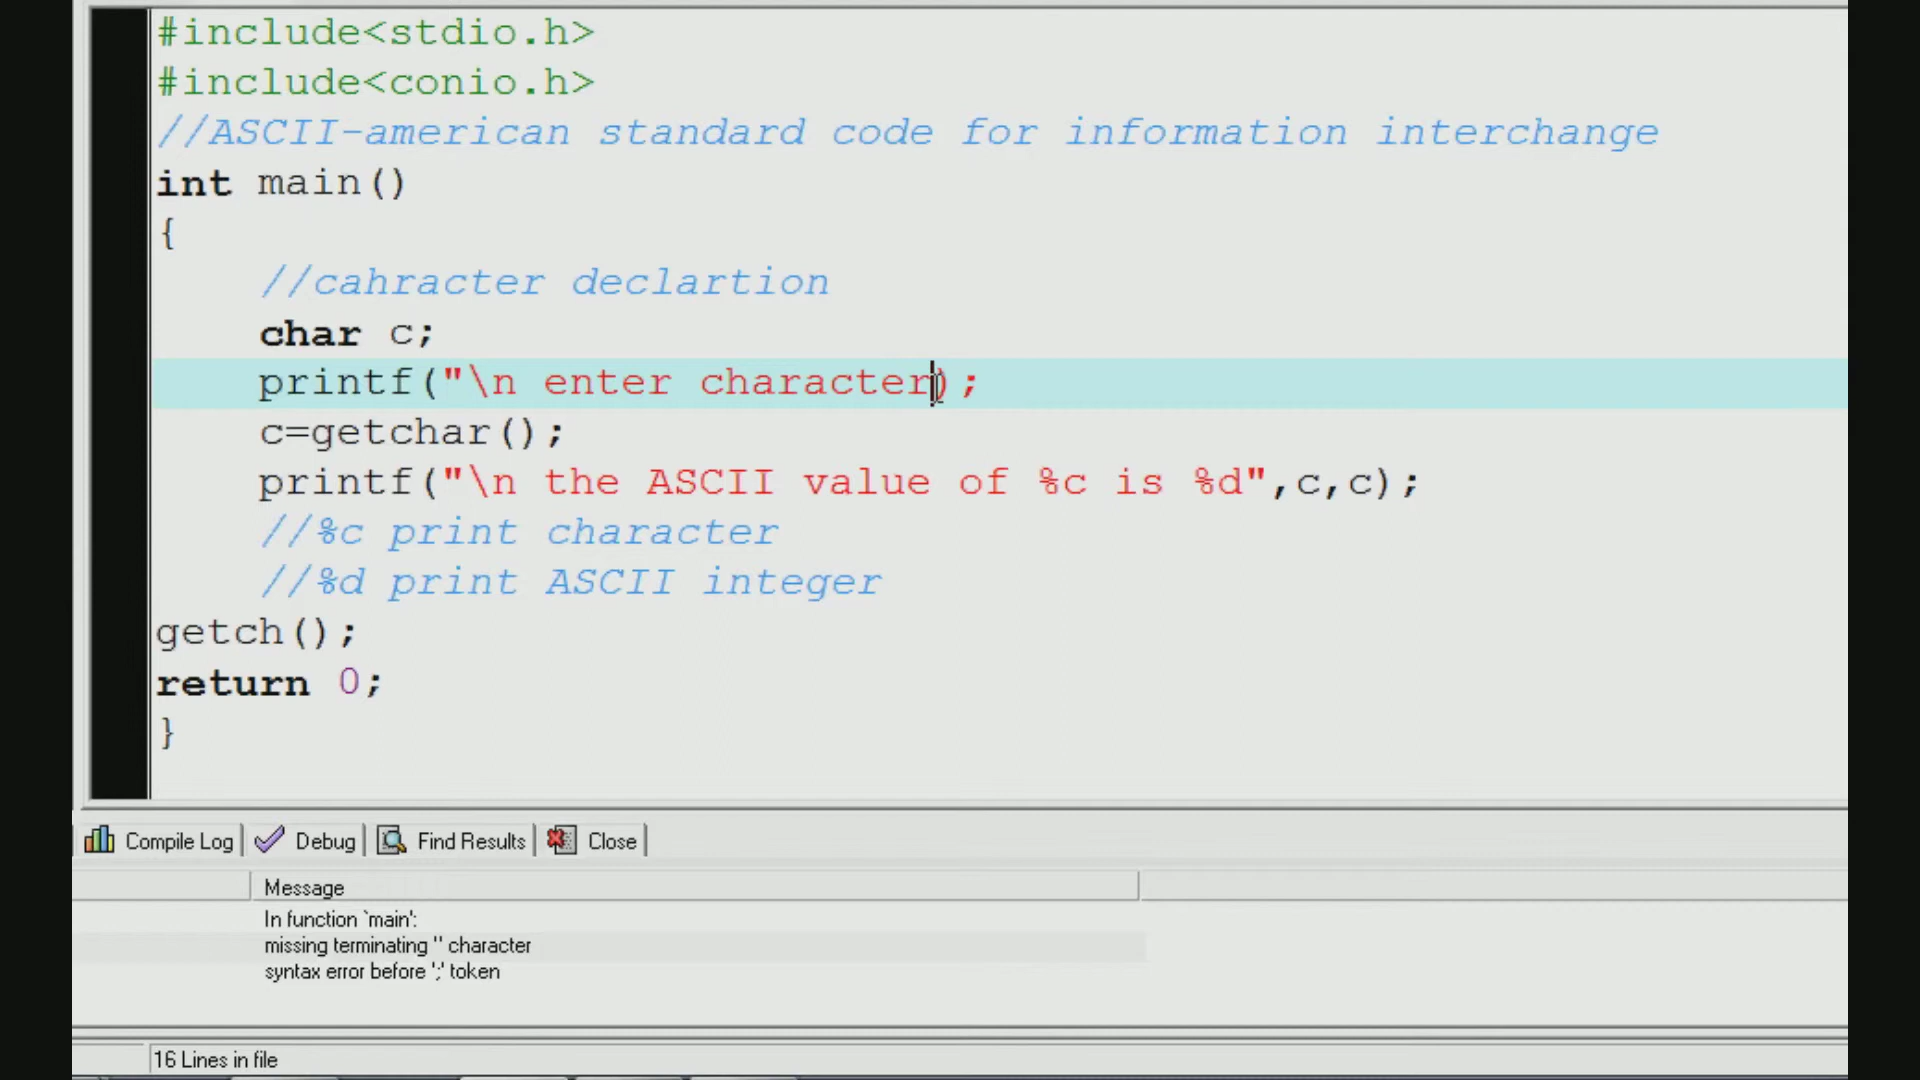 #include<stdio.h>
#include<conio.h>
//ASCII-american standard code for information interchange
int main()
{
//cahracter declartion
char c;
printf("\n enter character);
c=getchar();
printf("\n the ASCII value of %c is %d",c,c);
//%c print character
//%d print ASCII integer
getch();
return 0;
}
Compile Log Debug Find Results Close
Message
In function `main':
missing terminating " character
syntax error before ';' token
16 Lines in file